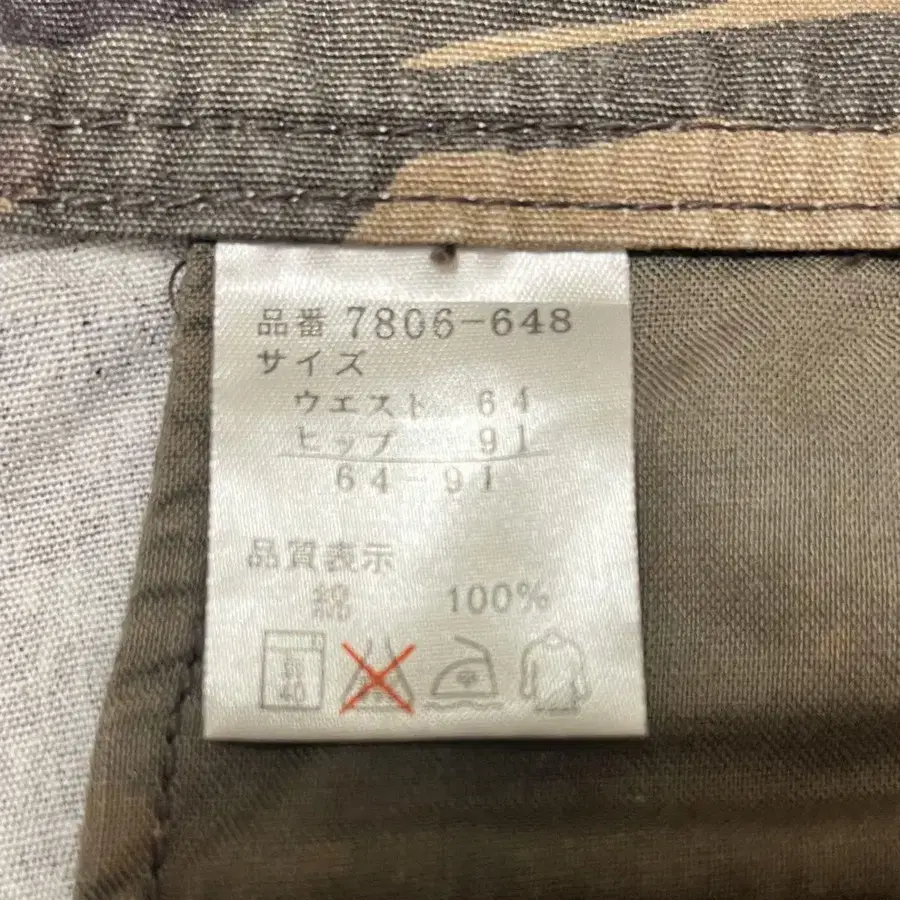 品番 7806-648
サイズ
ウエスト 64
ヒップ 91
64-91
品質表示
綿 100%
40